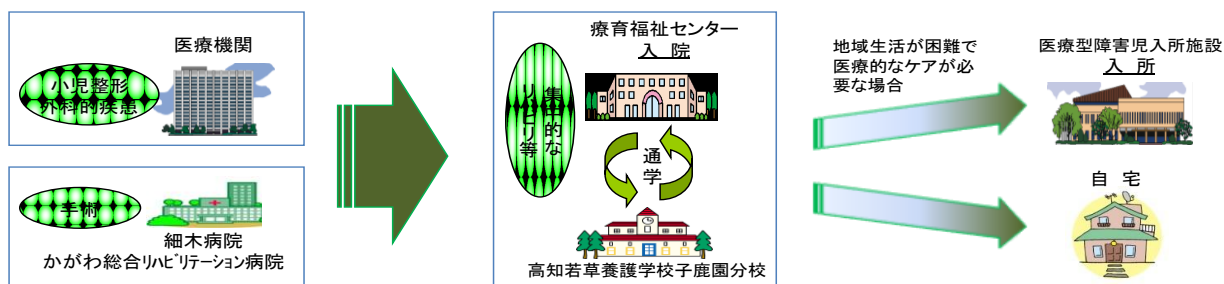 医療機関
小児整形
外科的疾患
手術
細木病院
かがわ総合ﾘﾊﾋﾞﾘﾃｰｼｮﾝ病院
療育福祉センター
入院
集中的な
リハビリ等
通学
高知若草養護学校子鹿園分校
地域生活が困難で
医療的なケアが必
要な場合
医療型障害児入所施設
入所
自宅